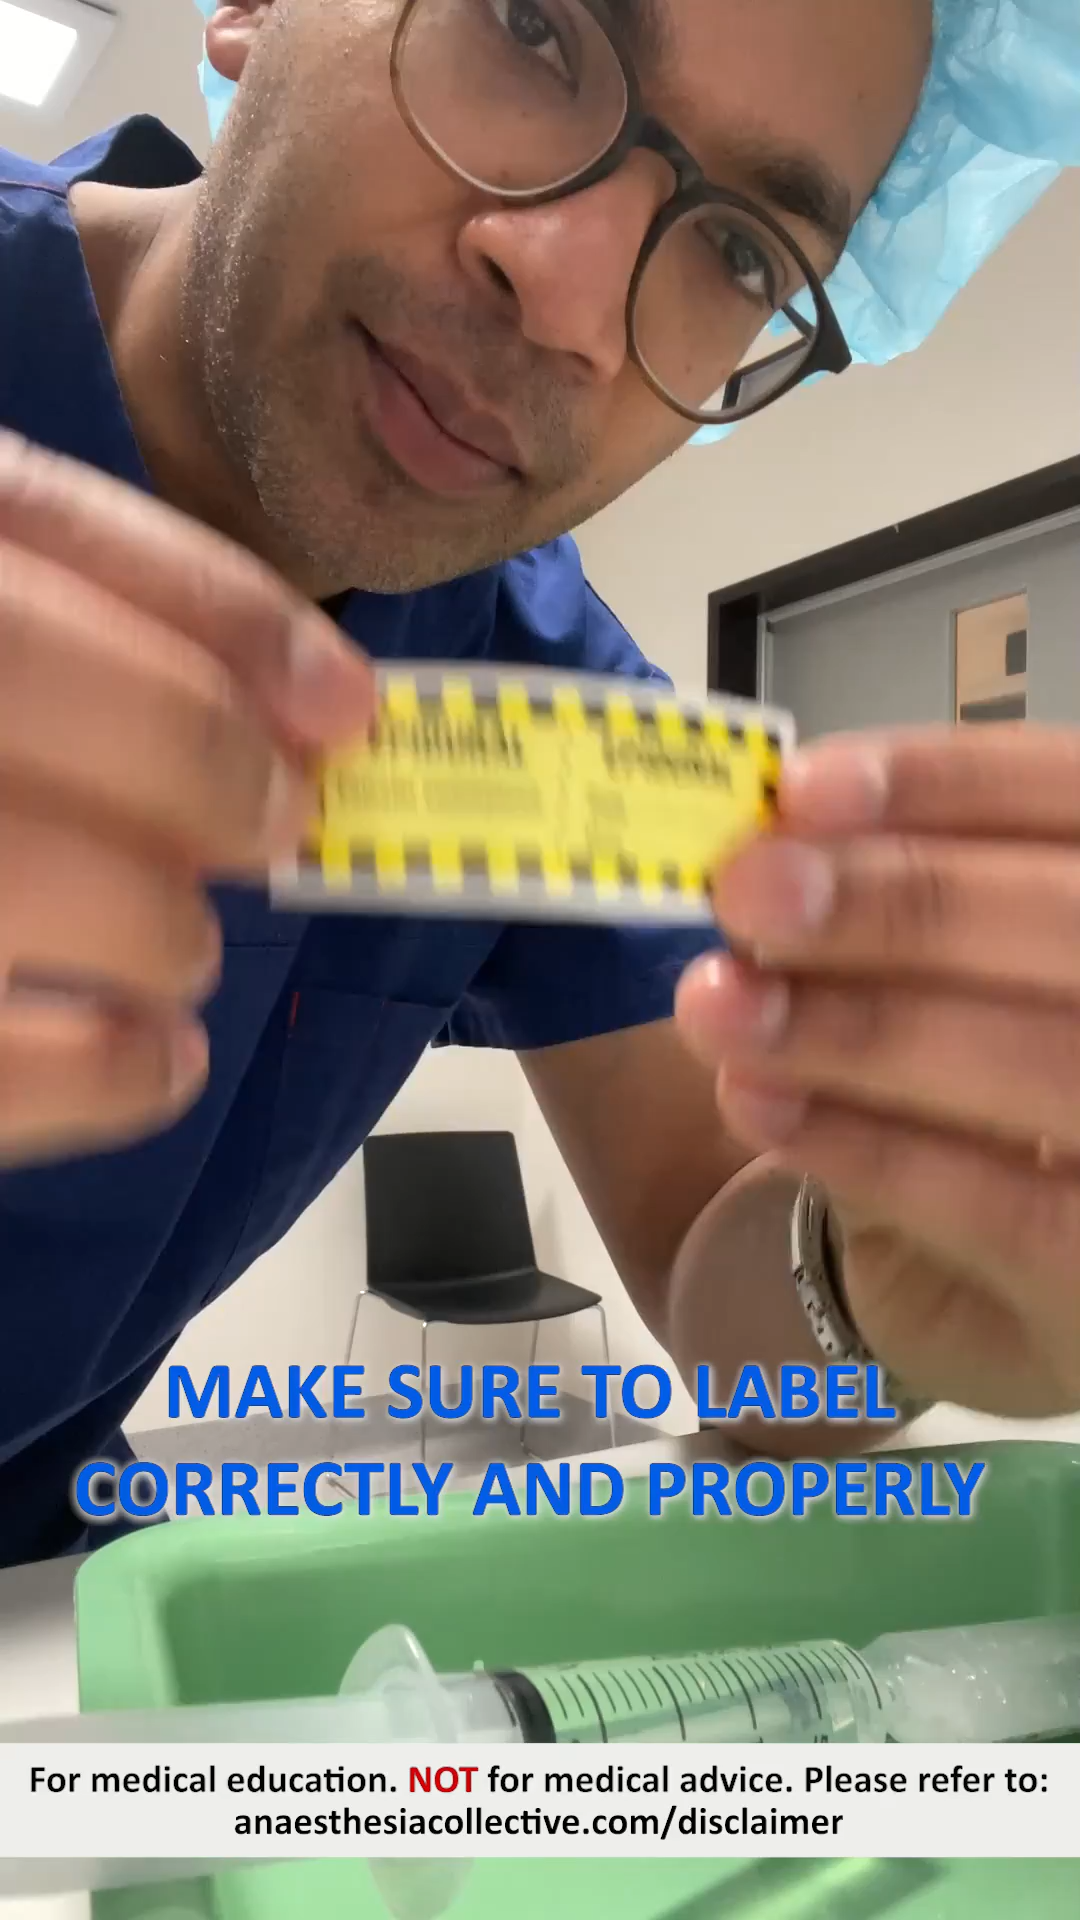 MAKE SURE TO LABEL
CORRECTLY AND PROPERLY
For medical education. NOT for medical advice. Please refer to:
anaesthesiacollective.com/disclaimer